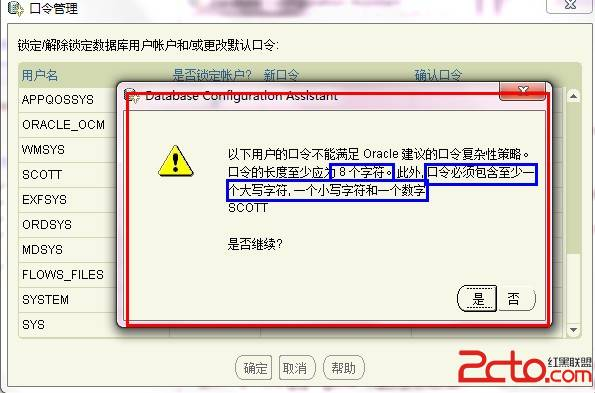 口令管理
锁定/解除锁定数据库用户帐户和/或更改默认口令:
用户名 是否锁定帐户? 新口令 确认口令
APPQOSSYS
ORACLE_OCM
WMSYS
SCOTT
EXFSYS
ORDSYS
MDSYS
FLOWS_FILES
SYSTEM
SYS
Database Configuration Assistant
以下用户的口令不能满足 Oracle 建议的口令复杂性策略。
口令的长度至少应为 8 个字符。此外, 口令必须包含至少一
个大写字符, 一个小写字符和一个数字
SCOTT
是否继续?
是 否
确定 取消 帮助
2cto.com
红黑联盟